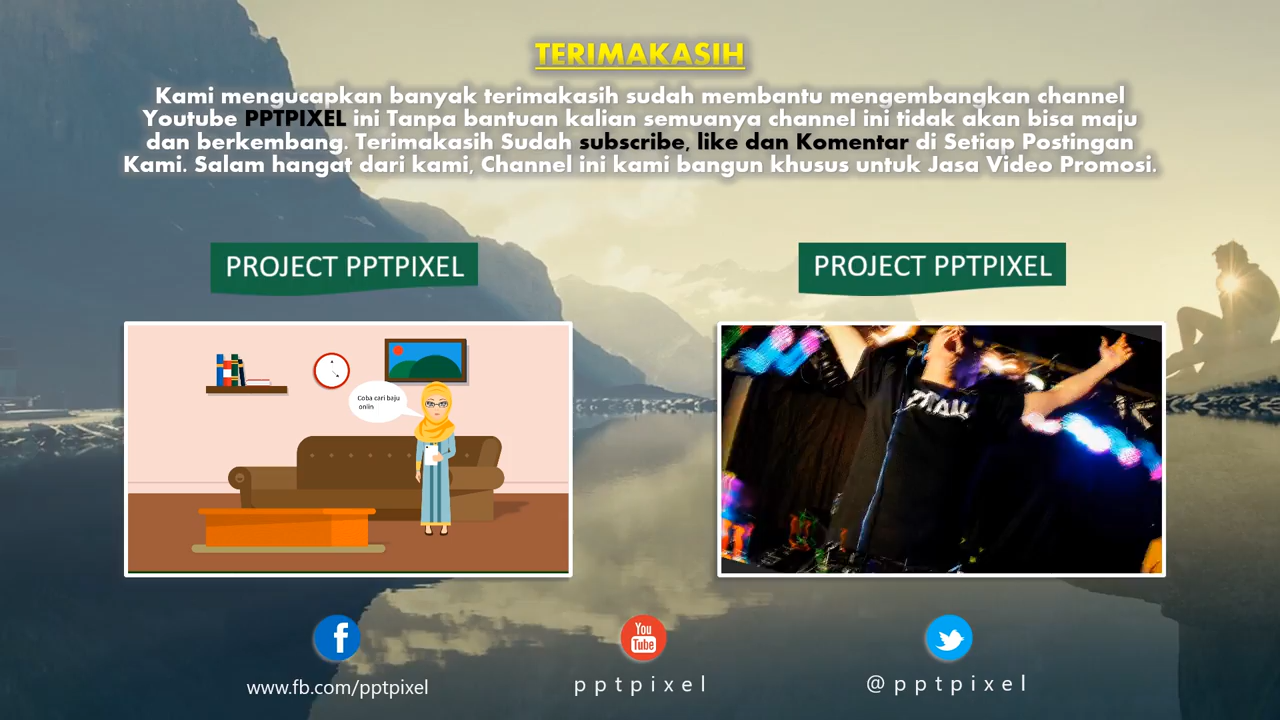 TERIMAKASIH
Kami mengucapkan banyak terimakasih sudah membantu mengembangkan channel
Youtube PPTPIXEL ini Tanpa bantuan kalian semuanya channel ini tidak akan bisa maju
dan berkembang. Terimakasih Sudah subscribe, like dan Komentar di Setiap Postingan
Kami. Salam hangat dari kami, Channel ini kami bangun khusus untuk Jasa Video Promosi.
PROJECT PPTPIXEL
PROJECT PPTPIXEL
Coba cari baju
onlin
You
Tube
www.fb.com/pptpixel
pptpixel
@pptpixel